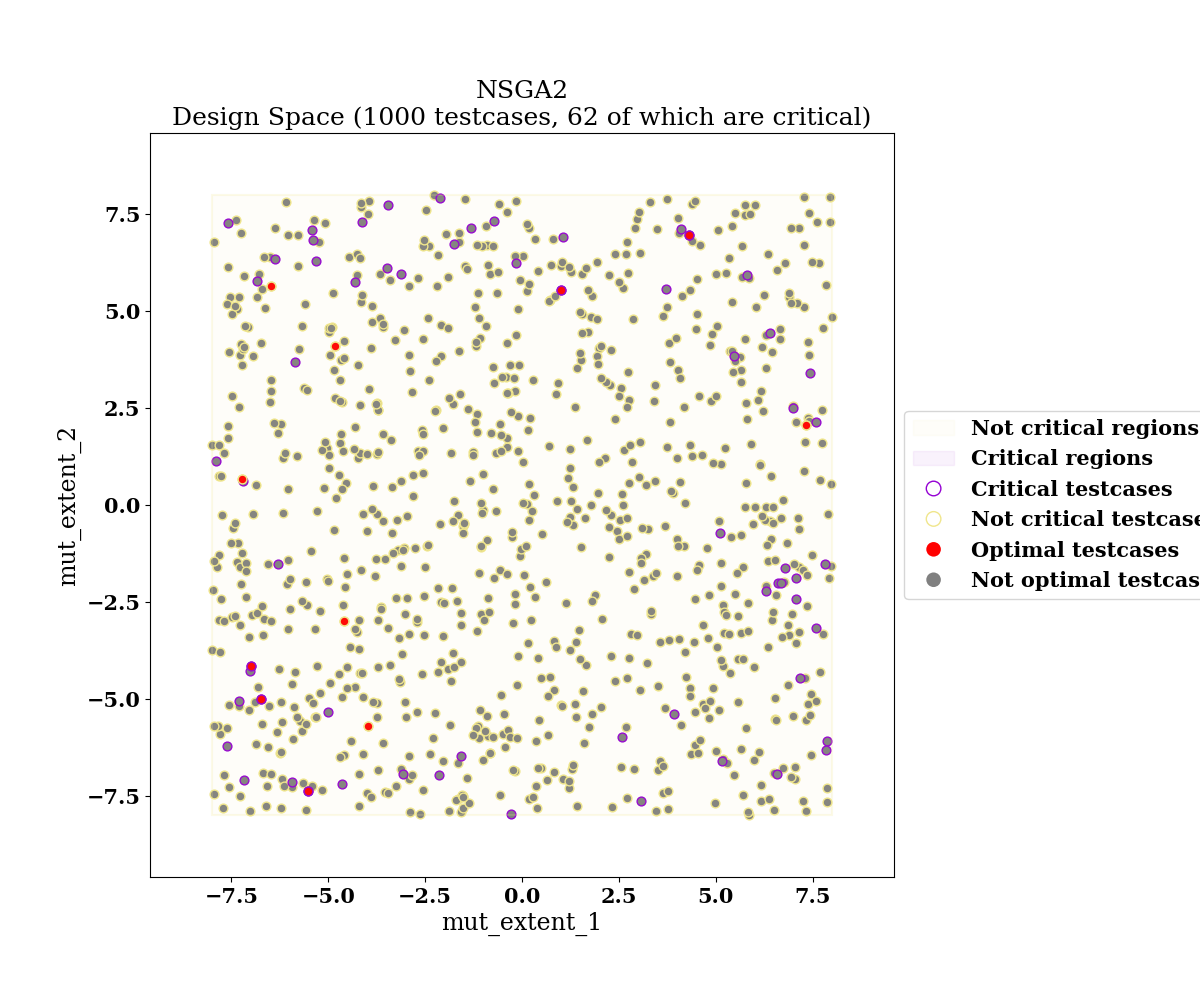 NSGA2
Design Space (1000 testcases, 62 of which are critical)
7.5
5.0
2.5
0.0
−2.5
−5.0
−7.5
mut_extent_2
−7.5
−5.0
−2.5
0.0
2.5
5.0
7.5
mut_extent_1
Not critical regions
Critical regions
Critical testcases
Not critical testcase
Optimal testcases
Not optimal testcas